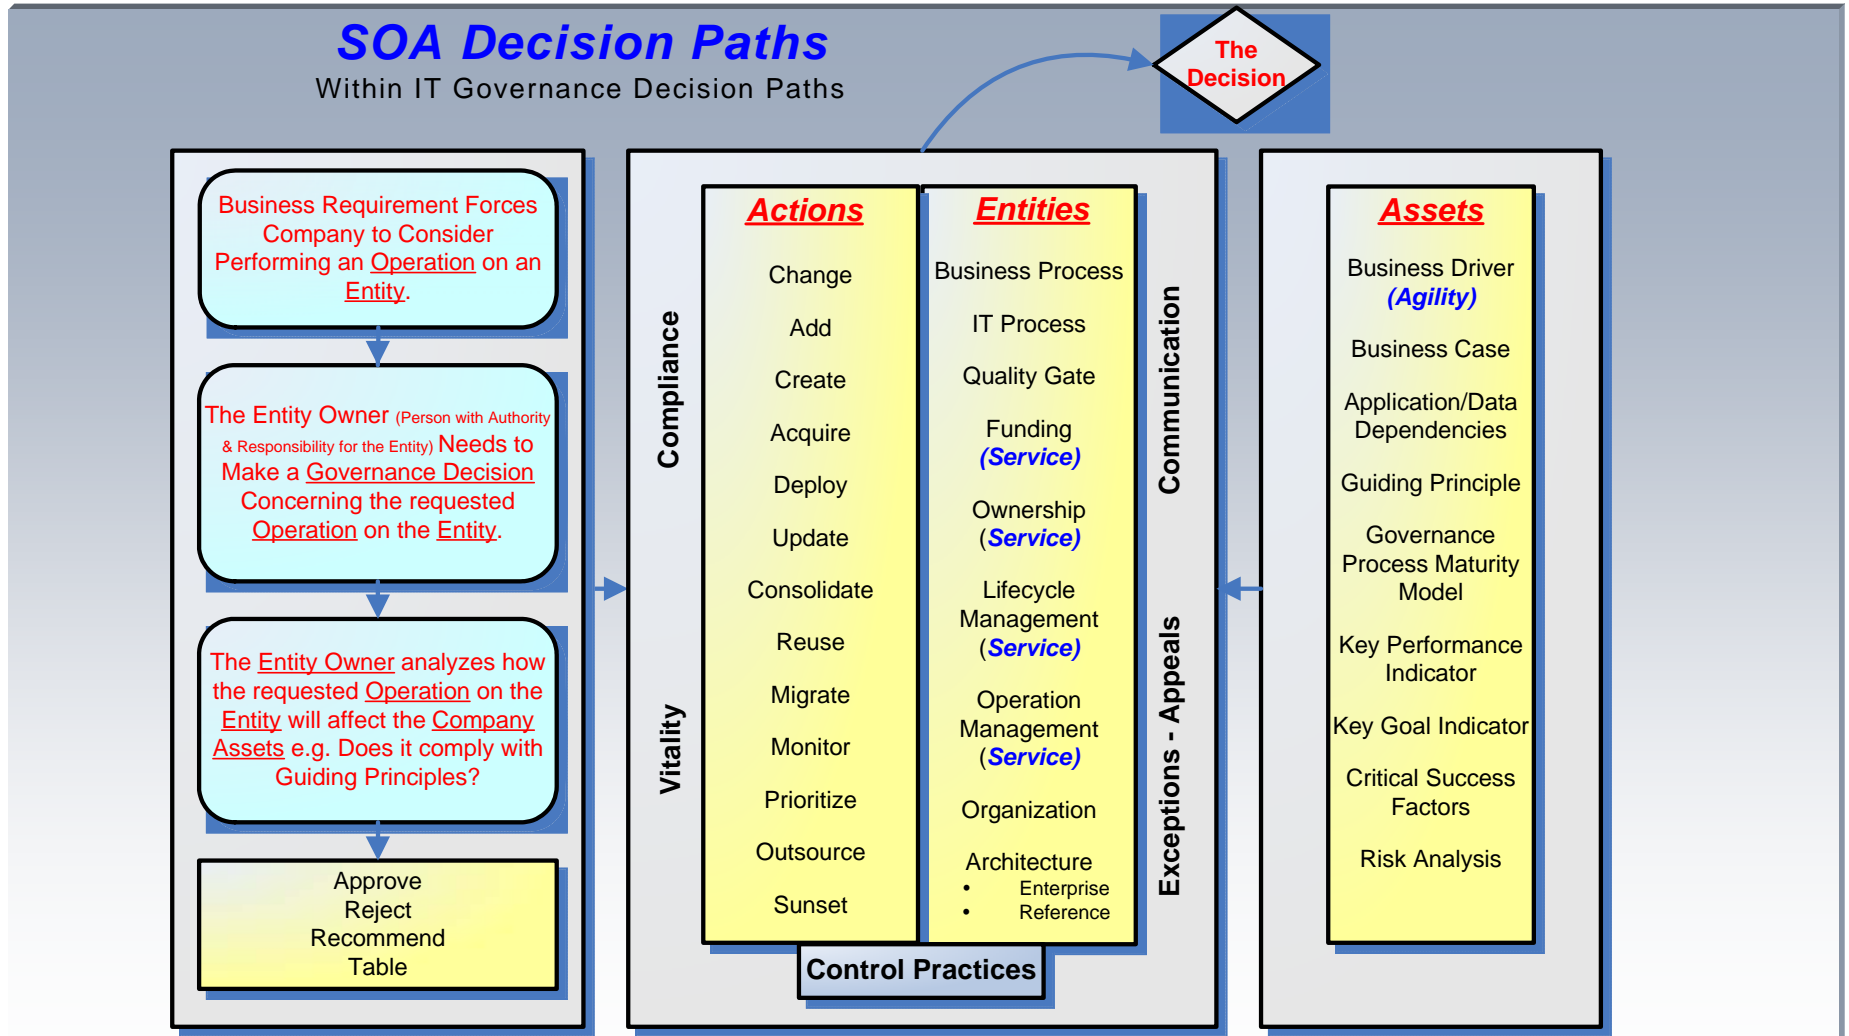 SOA Decision Paths
Within IT Governance Decision Paths
The
Decision
Business Requirement Forces
Company to Consider
Performing an Operation on an
Entity.
The Entity Owner (Person with Authority
& Responsibility for the Entity) Needs to
Make a Governance Decision
Concerning the requested
Operation on the Entity.
The Entity Owner analyzes how
the requested Operation on the
Entity will affect the Company
Assets e.g. Does it comply with
Guiding Principles?
Approve
Reject
Recommend
Table
Compliance
Vitality
Actions
Change
Add
Create
Acquire
Deploy
Update
Consolidate
Reuse
Migrate
Monitor
Prioritize
Outsource
Sunset
Entities
Business Process
IT Process
Quality Gate
Funding
(Service)
Ownership
(Service)
Lifecycle
Management
(Service)
Operation
Management
(Service)
Organization
Architecture
• Enterprise
• Reference
Communication
Exceptions - Appeals
Control Practices
Assets
Business Driver
(Agility)
Business Case
Application/Data
Dependencies
Guiding Principle
Governance
Process Maturity
Model
Key Performance
Indicator
Key Goal Indicator
Critical Success
Factors
Risk Analysis